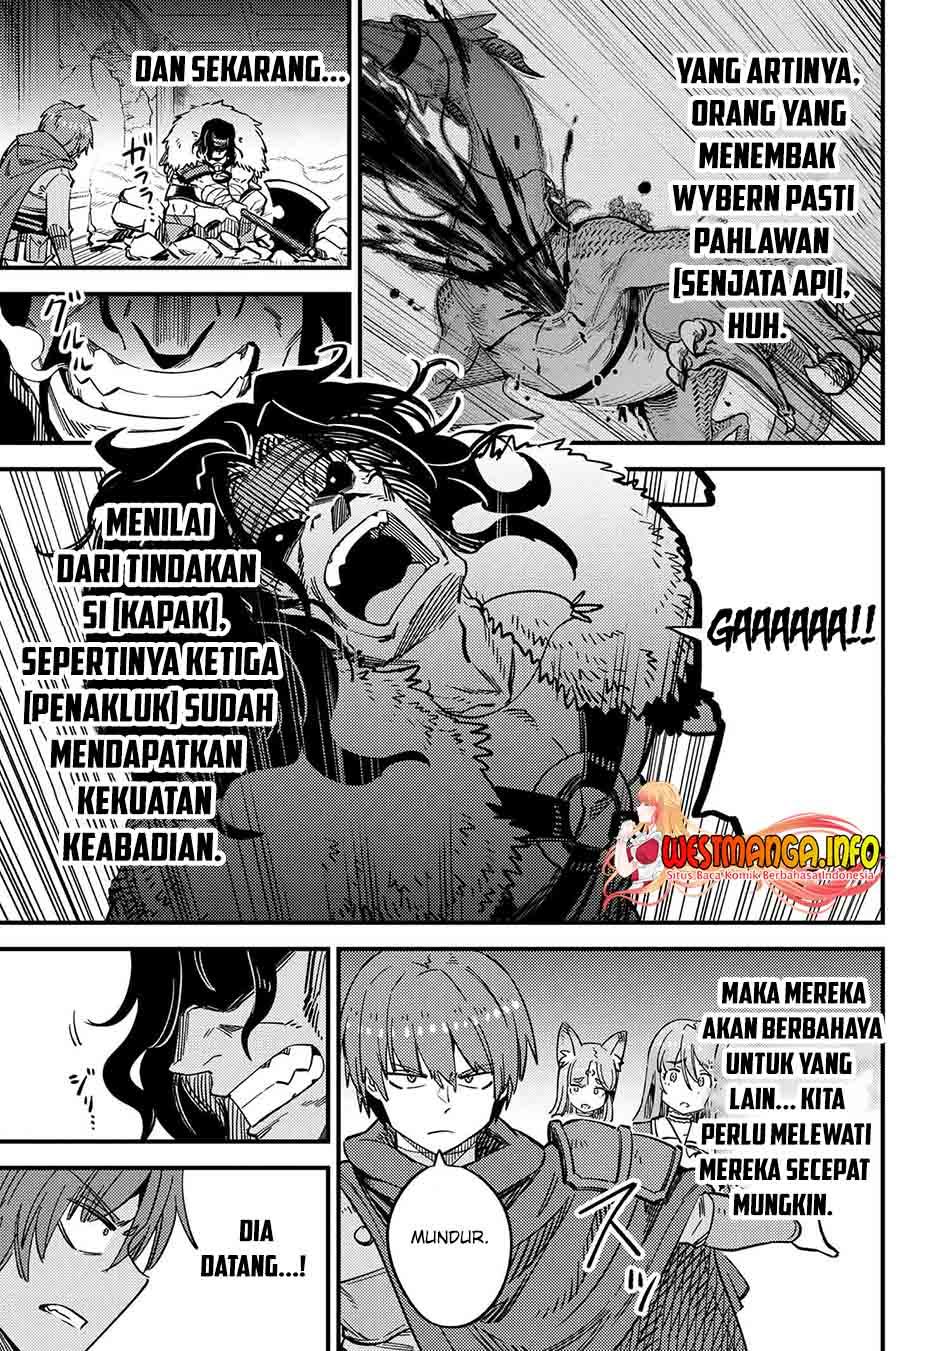 YANG ARTINYA,
ORANG YANG
MENEMBAK
WYBERN PASTI
PAHLAWAN
[SENJATA API],
HUH.
DAN SEKARANG...
ガラ
グルル
GAAAAAA!!
MENILAI
DARI TINDAKAN
SI [KAPAK],
SEPERTINYA KETIGA
[PENAKLUK] SUDAH
MENDAPATKAN
KEKUATAN
KEABADIAN.
WESTMANGA.INFO
Situs Baca Komik Berbahasa Indonesia
MAKA MEREKA
AKAN BERBAHAYA
UNTUK YANG
LAIN... KITA
PERLU MELEWATI
MEREKA SECEPAT
MUNGKIN.
MUNDUR.
スッ
DIA
DATANG...!